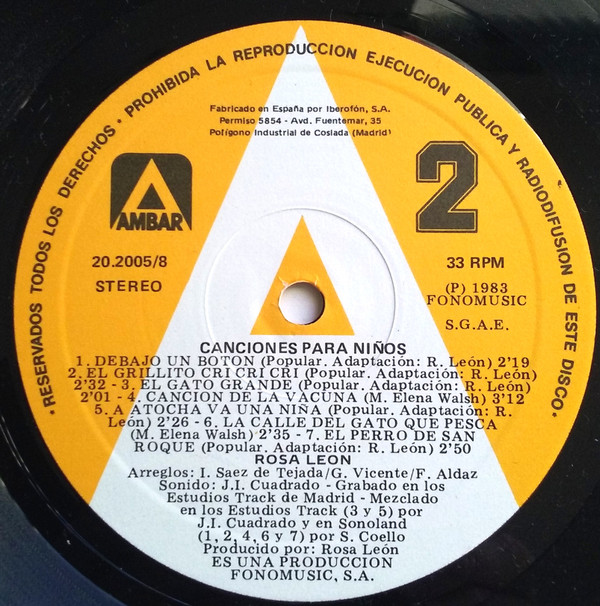 • RESERVADOS TODOS LOS DERECHOS • PROHIBIDA LA REPRODUCCION EJECUCION PUBLICA Y RADIODIFUSION DE ESTE DISCO •
Fabricado en España por Iberofón, S.A.
Permiso 5854 - Avd. Fuentemar, 35
Polígono Industrial de Coslada (Madrid)
AMBAR
2
20.2005/8
STEREO
33 RPM
(P) 1983
FONOMUSIC
S.G.A.E.
CANCIONES PARA NIÑOS
1. DEBAJO UN BOTON (Popular. Adaptación: R. León) 2'19
2. EL GRILLITO CRI CRI CRI (Popular. Adaptación: R. León)
2'32 - 3. EL GATO GRANDE (Popular. Adaptación: R. León)
2'01 - 4. CANCION DE LA VACUNA (M. Elena Walsh) 3'12
5. A ATOCHA VA UNA NIÑA (Popular. Adaptación: R.
León) 2'26 - 6. LA CALLE DEL GATO QUE PESCA
(M. Elena Walsh) 2'35 - 7. EL PERRO DE SAN
ROQUE (Popular. Adaptación: R. León) 2'50
ROSA LEON
Arreglos: I. Saez de Tejada/G. Vicente/F. Aldaz
Sonido: J.I. Cuadrado - Grabado en los
Estudios Track de Madrid - Mezclado
en los Estudios Track (3 y 5) por
J.I. Cuadrado y en Sonoland
(1, 2, 4, 6 y 7) por S. Coello
Producido por: Rosa León
ES UNA PRODUCCION
FONOMUSIC, S.A.